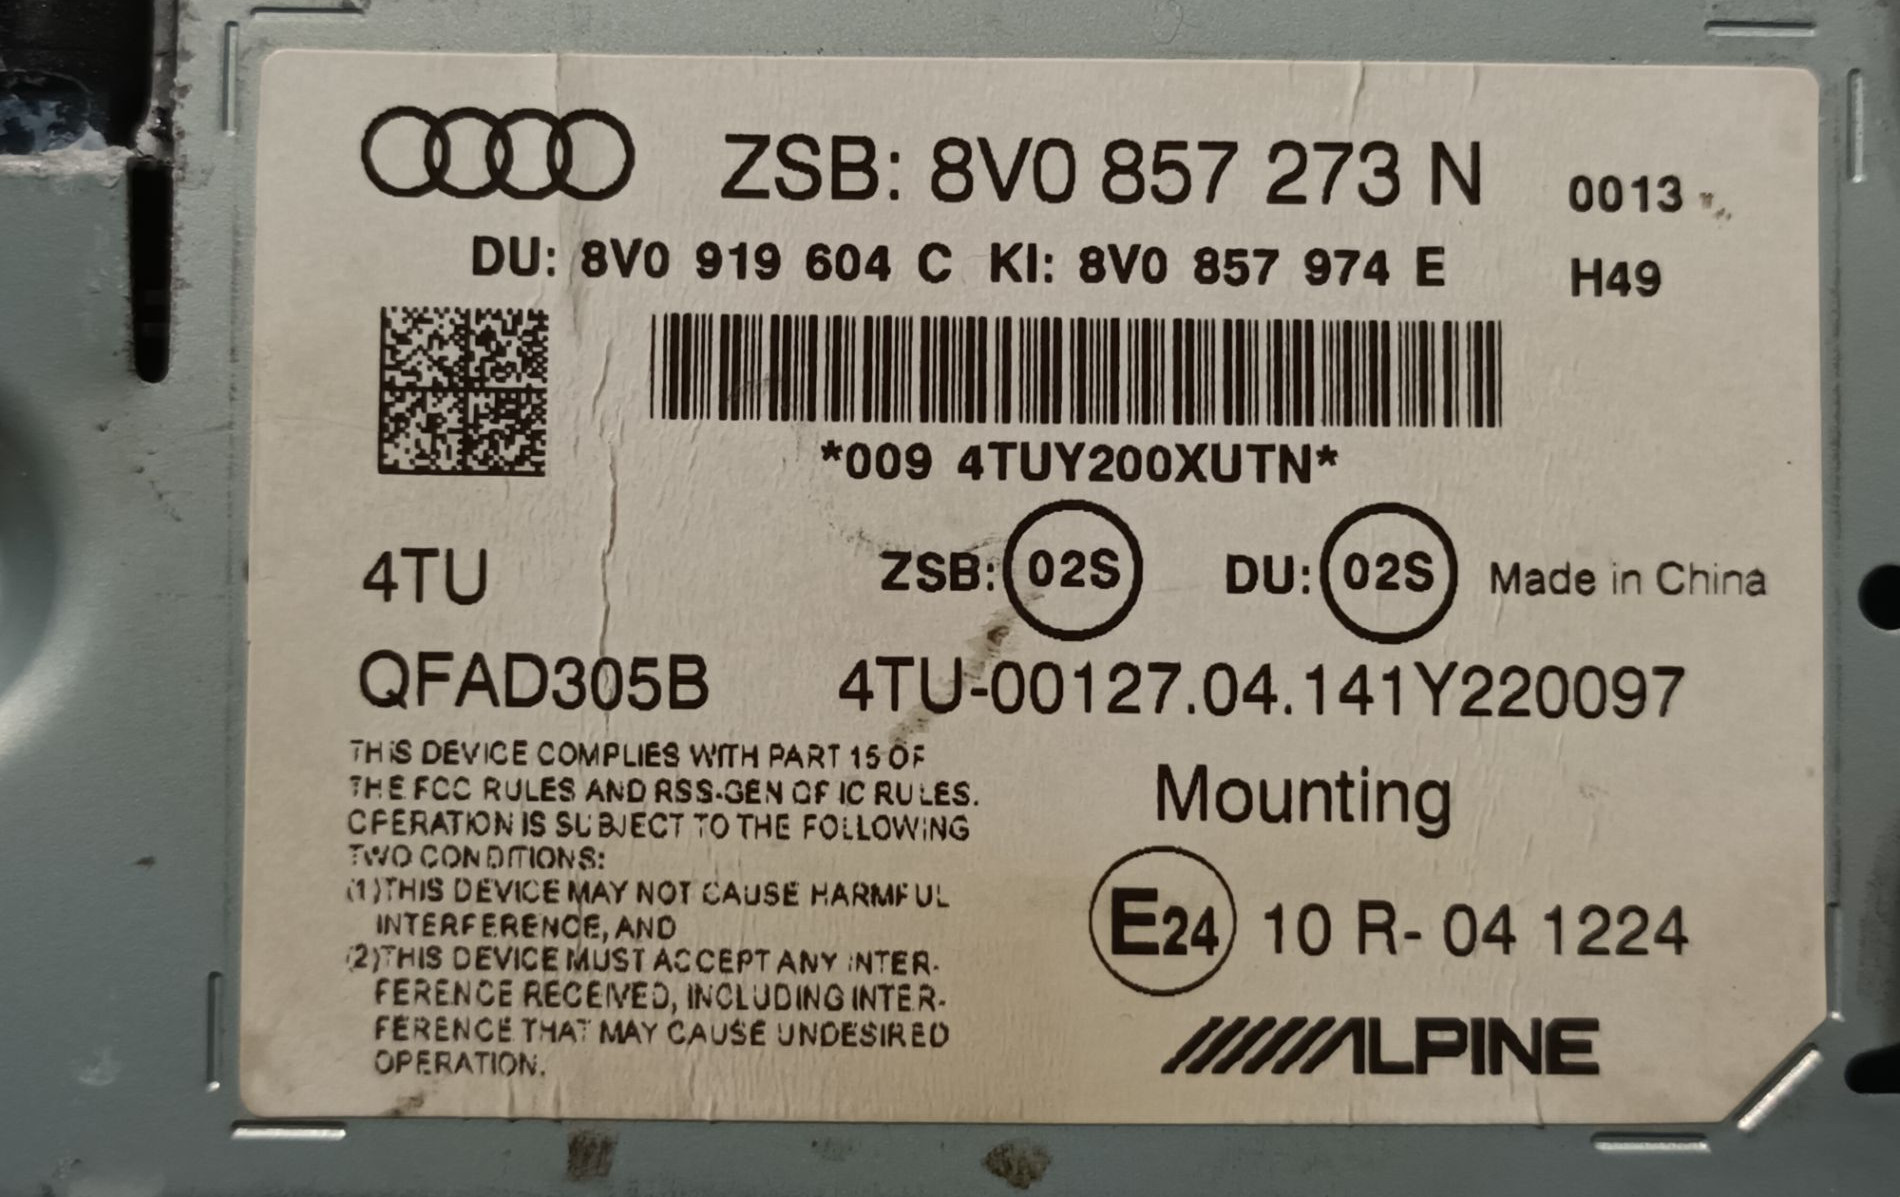 ZSB: 8V0 857 273 N 0013
DU: 8V0 919 604 C KI: 8V0 857 974 E H49
*009 4TUY200XUTN*
4TU ZSB: 02S DU: 02S Made in China
QFAD305B 4TU-00127.04.141Y220097
THIS DEVICE COMPLIES WITH PART 15 OF
THE FCC RULES AND RSS-GEN OF IC RULES.
OPERATION IS SUBJECT TO THE FOLLOWING
TWO CONDITIONS:
(1)THIS DEVICE MAY NOT CAUSE HARMFUL
INTERFERENCE, AND
(2)THIS DEVICE MUST ACCEPT ANY INTER-
FERENCE RECEIVED, INCLUDING INTER-
FERENCE THAT MAY CAUSE UNDESIRED
OPERATION.
Mounting
E24 10 R- 04 1224
ALPINE